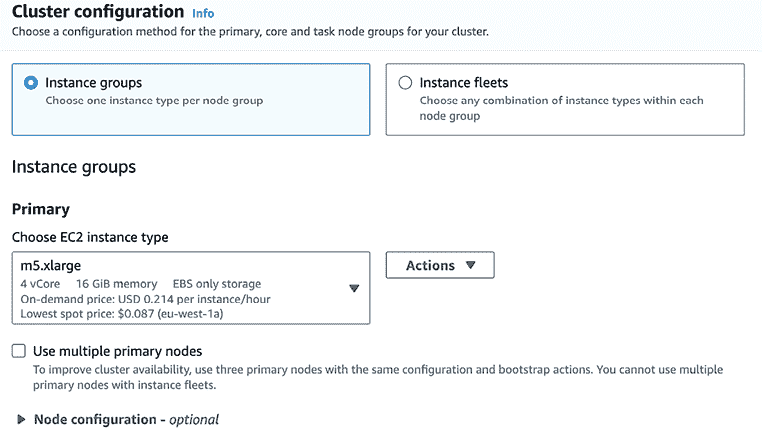 Cluster configuration Info
Choose a configuration method for the primary, core and task node groups for your cluster.
Instance groups
Choose one instance type per node group
Instance fleets
Choose any combination of instance types within each
node group
Instance groups
Primary
Choose EC2 instance type
m5.xlarge
4 vCore 16 GiB memory EBS only storage
On-demand price: USD 0.214 per instance/hour
Lowest spot price: $0.087 (eu-west-1a)
Actions
Use multiple primary nodes
To improve cluster availability, use three primary nodes with the same configuration and bootstrap actions. You cannot use multiple
primary nodes with instance fleets.
Node configuration - optional